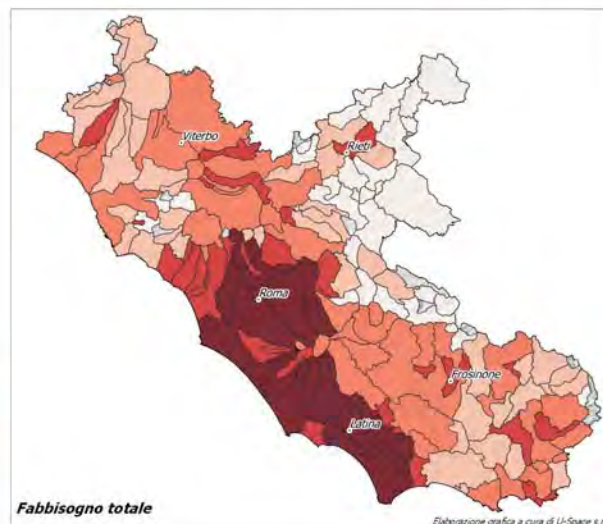 Viterbo
Rieti
Roma
Frosinone
Latina
Fabbisogno totale
Elaborazione grafica a cura di U-Space s.r